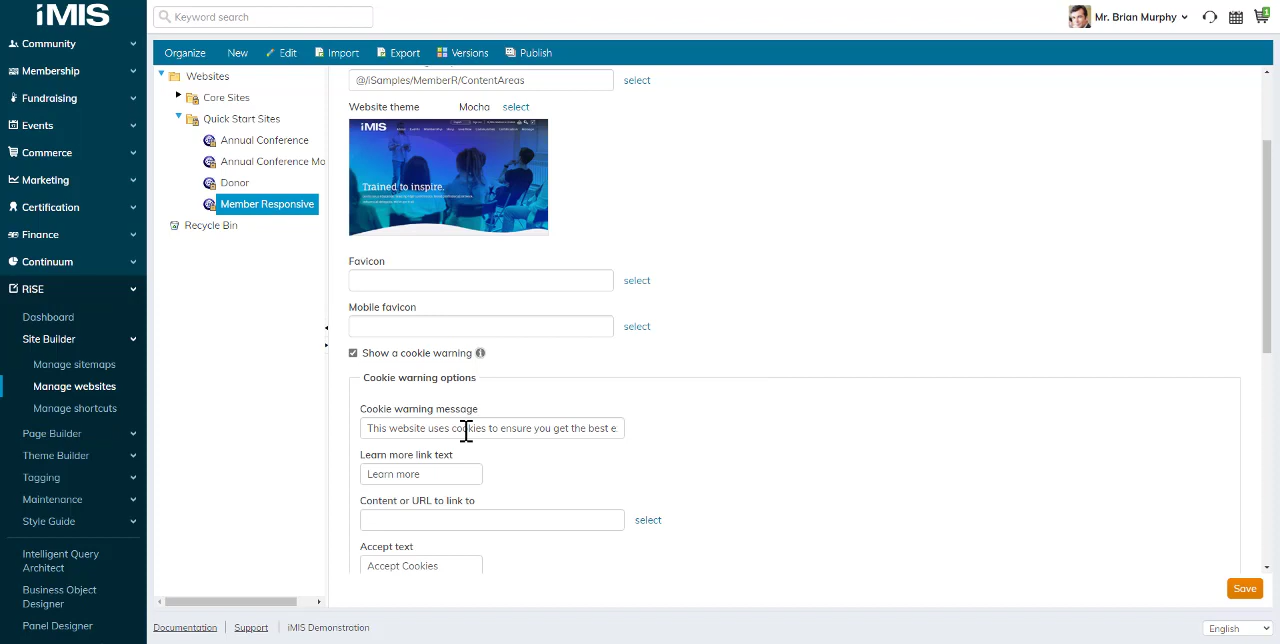 iMIS
Keyword search
Mr. Brian Murphy
1
Community
Membership
Fundraising
Events
Commerce
Marketing
Certification
Finance
Continuum
RISE
Dashboard
Site Builder
Manage sitemaps
Manage websites
Manage shortcuts
Page Builder
Theme Builder
Tagging
Maintenance
Style Guide
Intelligent Query
Architect
Business Object
Designer
Panel Designer
Organize New Edit Import Export Versions Publish
Websites
Core Sites
Quick Start Sites
Annual Conference
Annual Conference Mo
Donor
Member Responsive
Recycle Bin
@/iSamples/MemberR/ContentAreas select
Website theme Mocha select
iMIS
Trained to inspire.
Favicon
select
Mobile favicon
select
Show a cookie warning
Cookie warning options
Cookie warning message
This website uses cookies to ensure you get the best e
Learn more link text
Learn more
Content or URL to link to
select
Accept text
Accept Cookies
Save
Documentation Support iMIS Demonstration
English